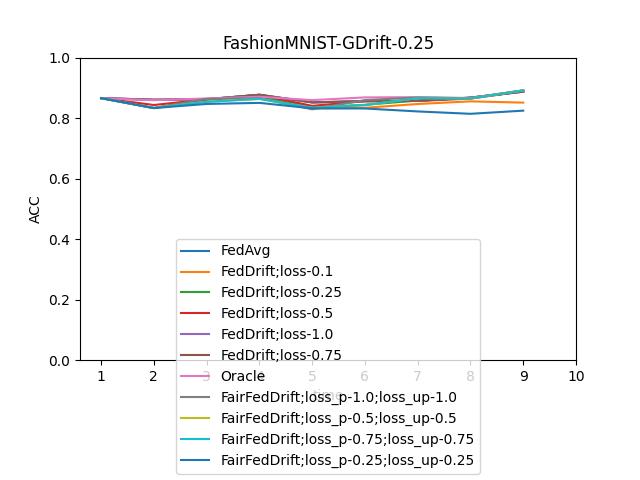 FashionMNIST-GDrift-0.25
1.0
0.8
0.6
0.4
0.2
0.0
ACC
1 2 3 4 5 6 7 8 9 10
FedAvg
FedDrift;loss-0.1
FedDrift;loss-0.25
FedDrift;loss-0.5
FedDrift;loss-1.0
FedDrift;loss-0.75
Oracle
FairFedDrift;loss_p-1.0;loss_up-1.0
FairFedDrift;loss_p-0.5;loss_up-0.5
FairFedDrift;loss_p-0.75;loss_up-0.75
FairFedDrift;loss_p-0.25;loss_up-0.25